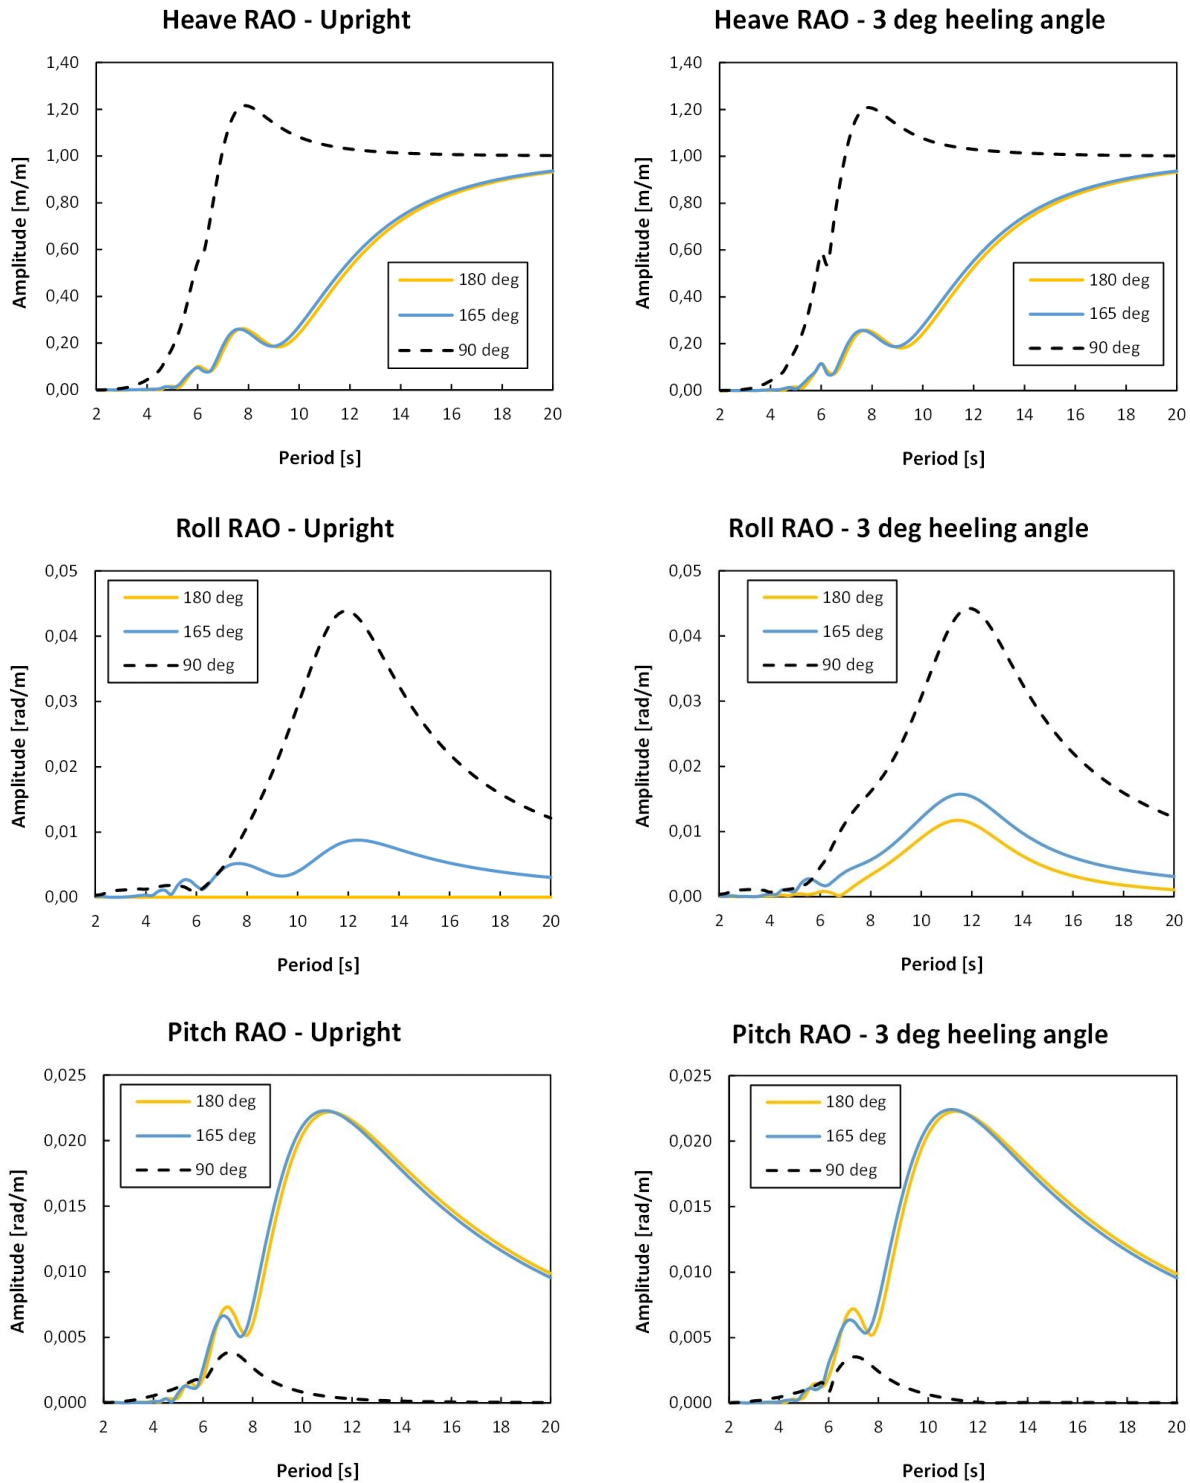 Heave RAO - Upright
Amplitude [m/m]
1,40
1,20
1,00
0,80
0,60
0,40
0,20
0,00
180 deg
165 deg
90 deg
2 4 6 8 10 12 14 16 18 20
Period [s]
Heave RAO - 3 deg heeling angle
Amplitude [m/m]
1,40
1,20
1,00
0,80
0,60
0,40
0,20
0,00
180 deg
165 deg
90 deg
2 4 6 8 10 12 14 16 18 20
Period [s]
Roll RAO - Upright
Amplitude [rad/m]
0,05
0,04
0,03
0,02
0,01
0,00
180 deg
165 deg
90 deg
2 4 6 8 10 12 14 16 18 20
Period [s]
Roll RAO - 3 deg heeling angle
Amplitude [rad/m]
0,05
0,04
0,03
0,02
0,01
0,00
180 deg
165 deg
90 deg
2 4 6 8 10 12 14 16 18 20
Period [s]
Pitch RAO - Upright
Amplitude [rad/m]
0,025
0,020
0,015
0,010
0,005
0,000
180 deg
165 deg
90 deg
2 4 6 8 10 12 14 16 18 20
Period [s]
Pitch RAO - 3 deg heeling angle
Amplitude [rad/m]
0,025
0,020
0,015
0,010
0,005
0,000
180 deg
165 deg
90 deg
2 4 6 8 10 12 14 16 18 20
Period [s]